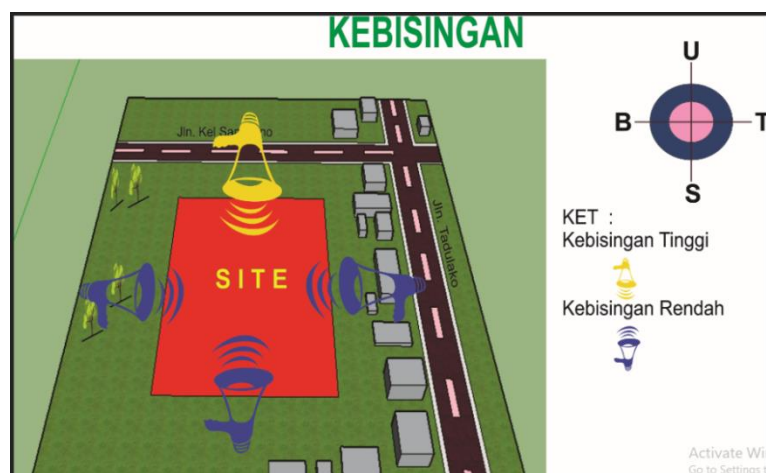 KEBISINGAN
U
B
T
S
Jln. Kel
Jln. Tadulako
SITE
KET :
Kebisingan Tinggi
Kebisingan Rendah
Activate Wi
Go to Settings t